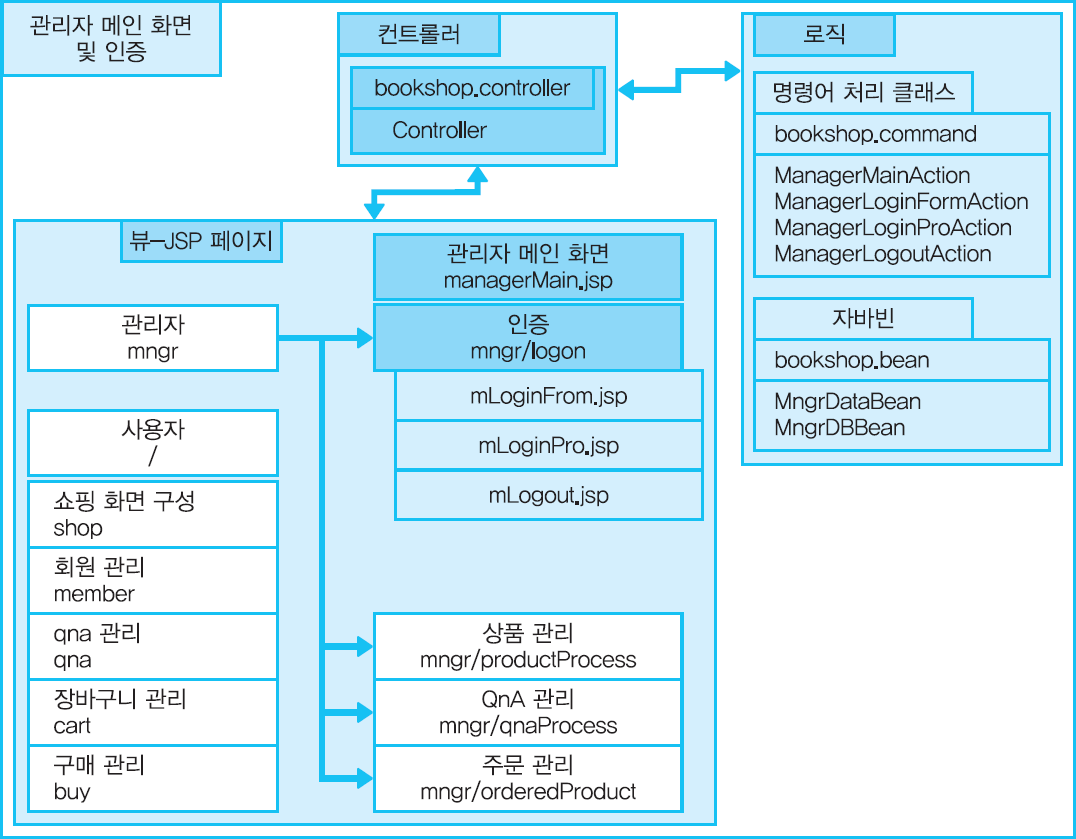 관리자 메인 화면
및 인증
컨트롤러
bookshop.controller
Controller
로직
명령어 처리 클래스
bookshop.command
ManagerMainAction
ManagerLoginFormAction
ManagerLoginProAction
ManagerLogoutAction
자바빈
bookshop.bean
MngrDataBean
MngrDBBean
뷰-JSP 페이지
관리자
mngr
사용자
/
쇼핑 화면 구성
shop
회원 관리
member
qna 관리
qna
장바구니 관리
cart
구매 관리
buy
관리자 메인 화면
managerMain.jsp
인증
mngr/logon
mLoginFrom.jsp
mLoginPro.jsp
mLogout.jsp
상품 관리
mngr/productProcess
QnA 관리
mngr/qnaProcess
주문 관리
mngr/orderedProduct